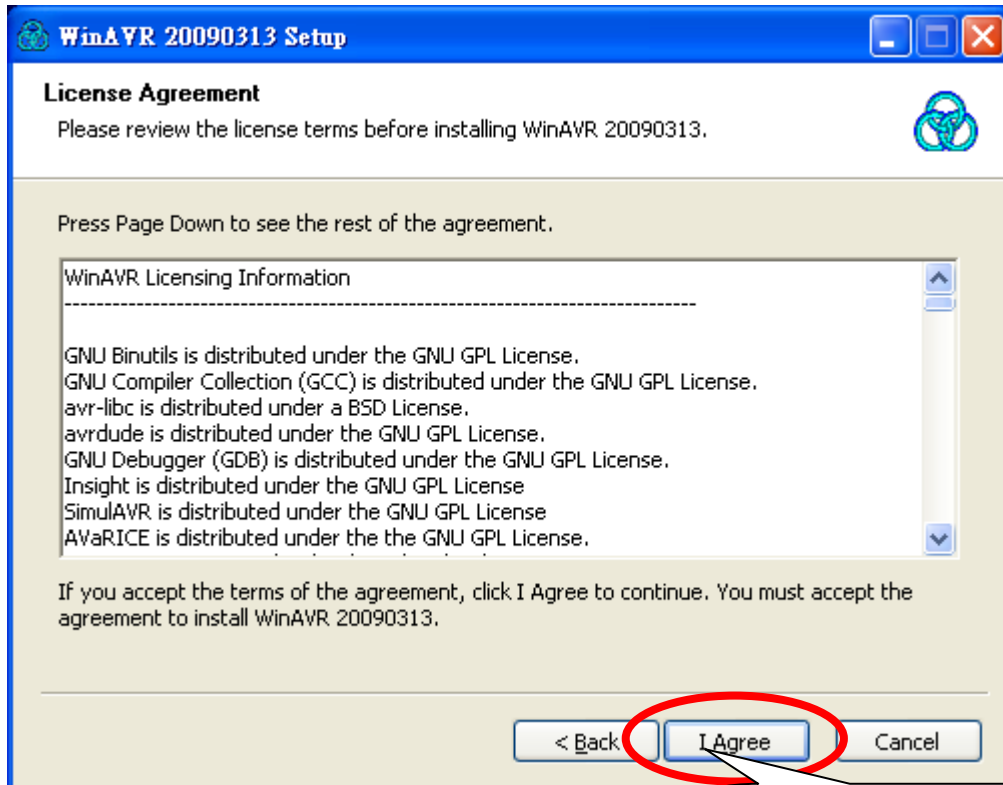 WinAVR 20090313 Setup
License Agreement
Please review the license terms before installing WinAVR 20090313.
Press Page Down to see the rest of the agreement.
WinAVR Licensing Information
-------------------------------------------------------------------------------
GNU Binutils is distributed under the GNU GPL License.
GNU Compiler Collection (GCC) is distributed under the GNU GPL License.
avr-libc is distributed under a BSD License.
avrdude is distributed under the GNU GPL License.
GNU Debugger (GDB) is distributed under the GNU GPL License.
Insight is distributed under the GNU GPL License
SimulAVR is distributed under the GNU GPL License
AVaRICE is distributed under the the GNU GPL License.
If you accept the terms of the agreement, click I Agree to continue. You must accept the
agreement to install WinAVR 20090313.
< Back I Agree Cancel